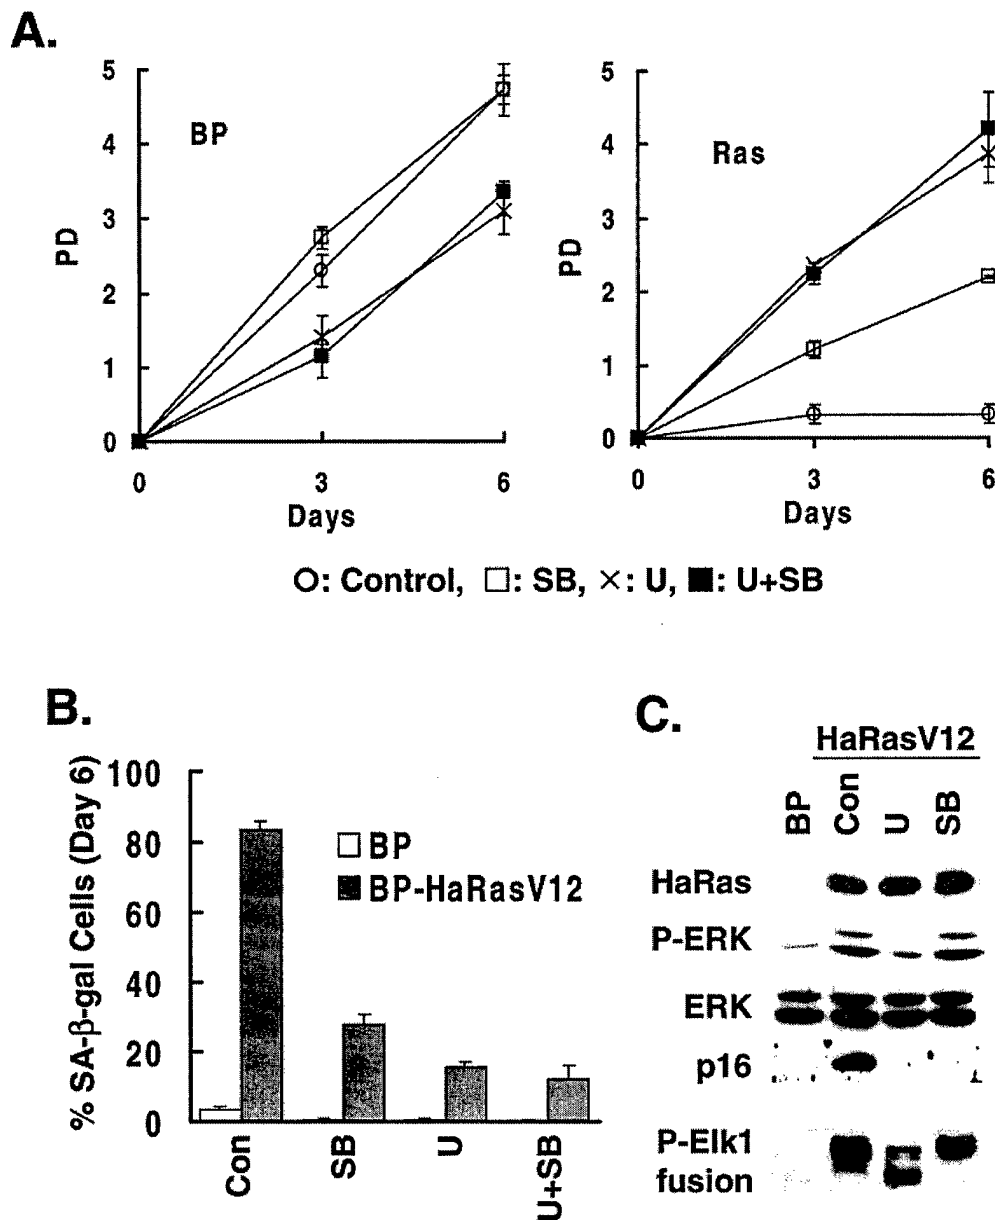 A.
BP
PD
5
4
3
2
1
0
0 3 6
Days
Ras
PD
5
4
3
2
1
0
0 3 6
Days
O: Control, □: SB, ×: U, ■: U+SB
B.
% SA-β-gal Cells (Day 6)
100
80
60
40
20
0
BP
BP-HaRasV12
Con SB U U+SB
C.
HaRasV12
BP Con U SB
HaRas
P-ERK
ERK
p16
P-Elk1
fusion